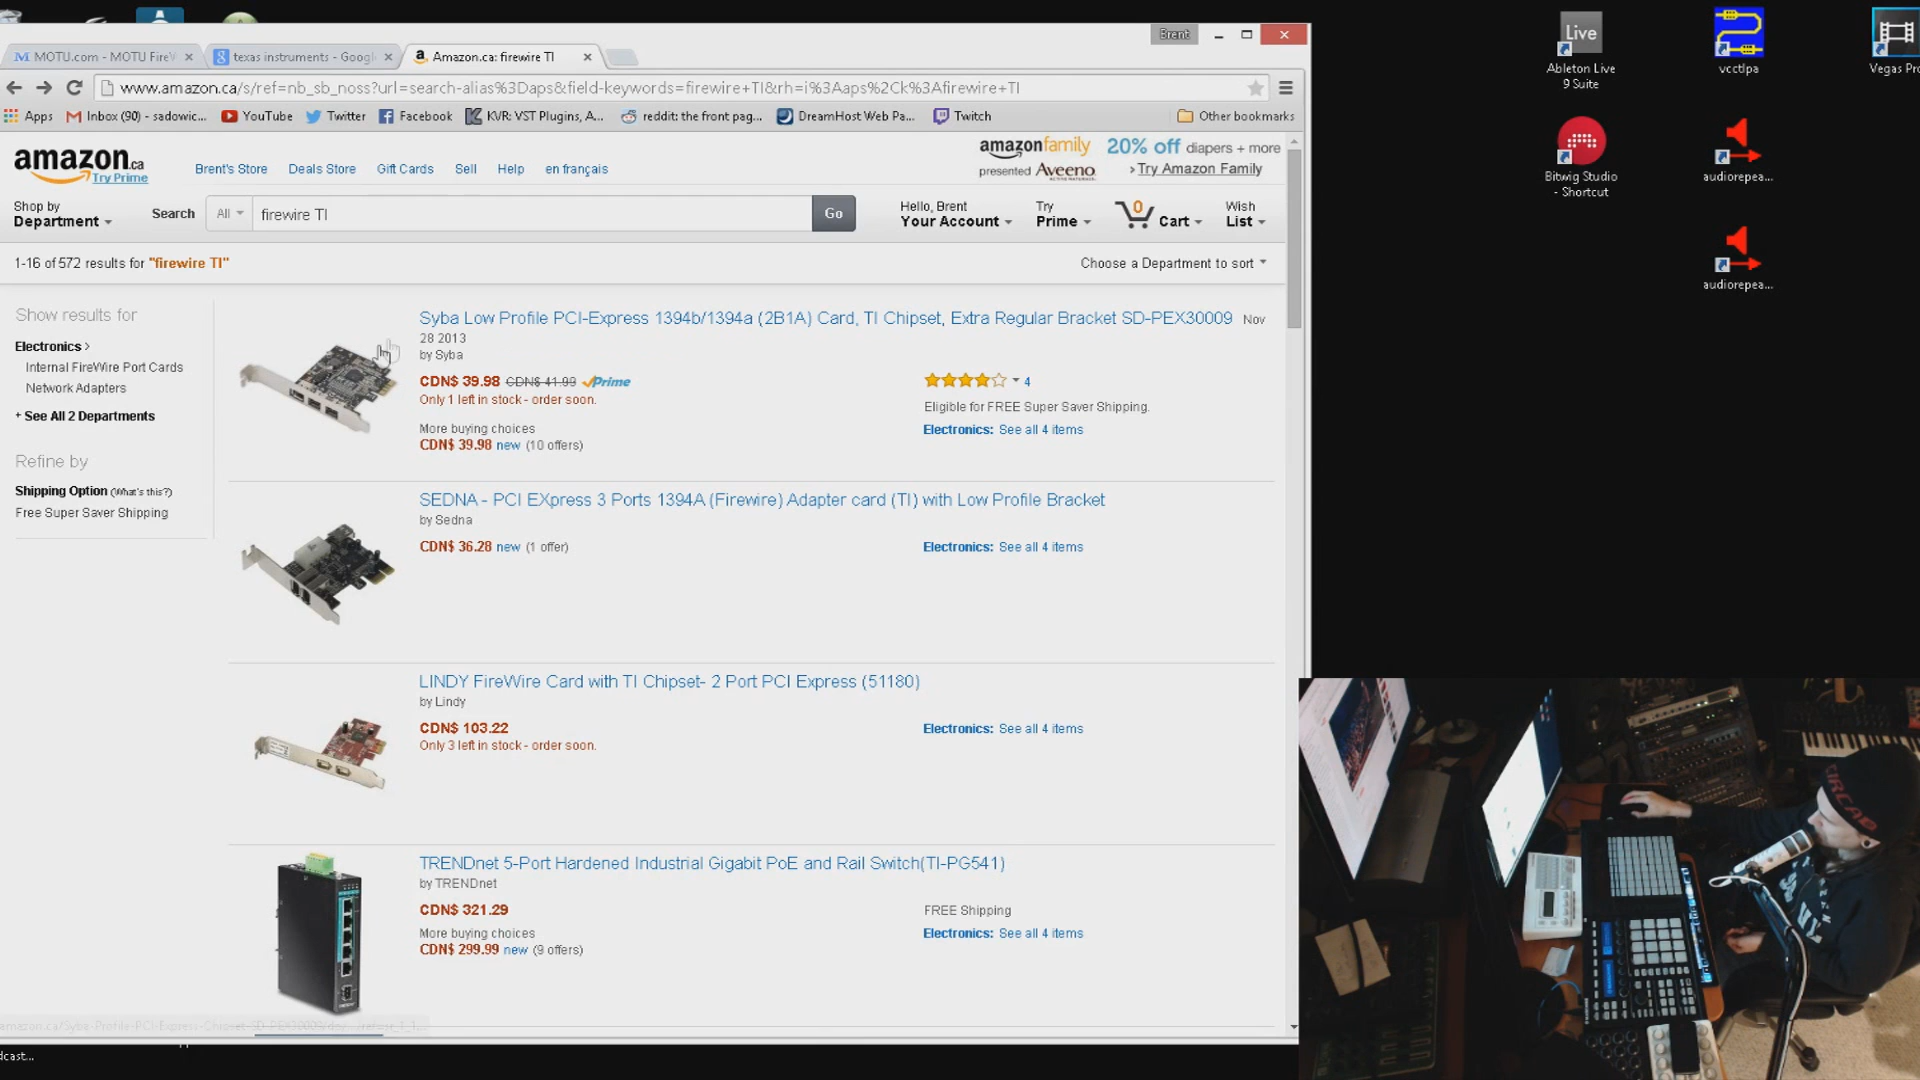 Brent
MOTU.com - MOTU FireW
texas instruments - Googl
Amazon.ca: firewire TI
www.amazon.ca/s/ref=nb_sb_noss?url=search-alias%3Daps&field-keywords=firewire+TI&rh=i%3Aaps%2Ck%3Afirewire+TI
Apps
Inbox (90) - sadowic...
YouTube
Twitter
Facebook
KVR: VST Plugins, A...
reddit: the front pag...
DreamHost Web Pa...
Twitch
Other bookmarks
amazon.ca
Try Prime
Brent's Store
Deals Store
Gift Cards
Sell
Help
en français
amazonfamily
presented Aveeno
20% off diapers + more
›Try Amazon Family
Shop by
Department
Search
All
firewire TI
Go
Hello, Brent
Your Account
Try
Prime
0
Cart
Wish
List
1-16 of 572 results for "firewire TI"
Choose a Department to sort
Show results for
Electronics ›
Internal FireWire Port Cards
Network Adapters
+ See All 2 Departments
Refine by
Shipping Option (What's this?)
Free Super Saver Shipping
Syba Low Profile PCI-Express 1394b/1394a (2B1A) Card, TI Chipset, Extra Regular Bracket SD-PEX30009 Nov
28 2013
by Syba
CDN$ 39.98 CDN$ 41.99 Prime
Only 1 left in stock - order soon.
More buying choices
CDN$ 39.98 new (10 offers)
4
Eligible for FREE Super Saver Shipping.
Electronics: See all 4 items
SEDNA - PCI EXpress 3 Ports 1394A (Firewire) Adapter card (TI) with Low Profile Bracket
by Sedna
CDN$ 36.28 new (1 offer)
Electronics: See all 4 items
LINDY FireWire Card with TI Chipset- 2 Port PCI Express (51180)
by Lindy
CDN$ 103.22
Only 3 left in stock - order soon.
Electronics: See all 4 items
TRENDnet 5-Port Hardened Industrial Gigabit PoE and Rail Switch(TI-PG541)
by TRENDnet
CDN$ 321.29
More buying choices
CDN$ 299.99 new (9 offers)
FREE Shipping
Electronics: See all 4 items
dcast...
Live
Ableton Live
9 Suite
vcctlpa
Vegas Pro
Bitwig Studio
- Shortcut
audiorepea...
audiorepea...